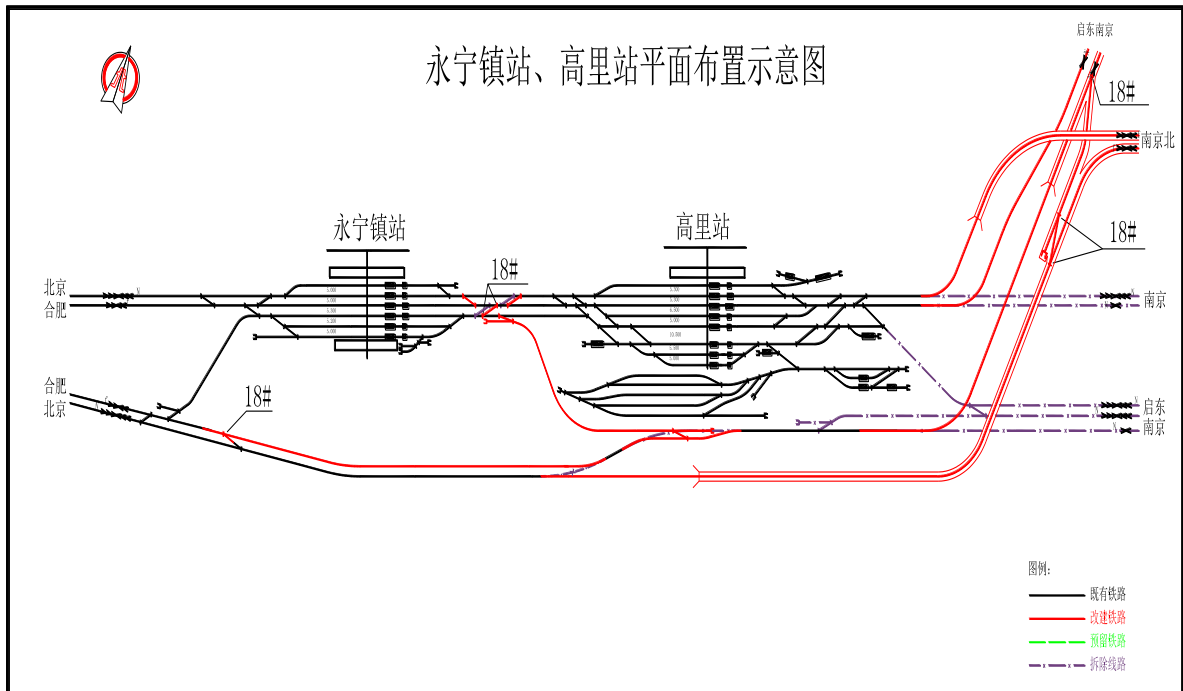 启东南京
永宁镇站、高里站平面布置示意图
18#
南京北
永宁镇站
高里站
18#
18#
北京
合肥
南京
合肥
北京
18#
启东
南京
图例:
既有铁路
改建铁路
预留铁路
拆除线路